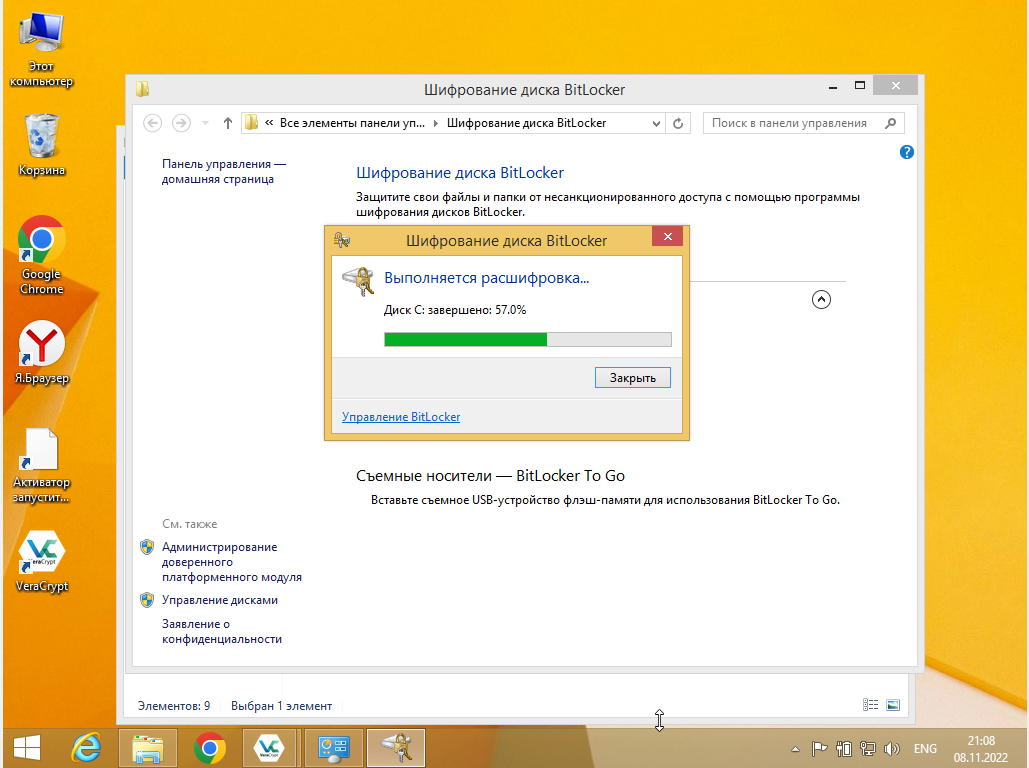 Этот
компьютер
Корзина
Google
Chrome
Я.Браузер
Активатор
запустит...
VeraCrypt
VeraCrypt
Шифрование диска BitLocker
« Все элементы панели уп... Шифрование диска BitLocker
Поиск в панели управления
Панель управления —
домашняя страница
Шифрование диска BitLocker
Защитите свои файлы и папки от несанкционированного доступа с помощью программы
шифрования дисков BitLocker.
Шифрование диска BitLocker
Выполняется расшифровка...
Диск C: завершено: 57.0%
Закрыть
Управление BitLocker
Съемные носители — BitLocker To Go
Вставьте съемное USB-устройство флэш-памяти для использования BitLocker To Go.
См. также
Администрирование
доверенного
платформенного модуля
Управление дисками
Заявление о
конфиденциальности
Элементов: 9 Выбран 1 элемент
VeraCrypt
ENG
21:08
08.11.2022